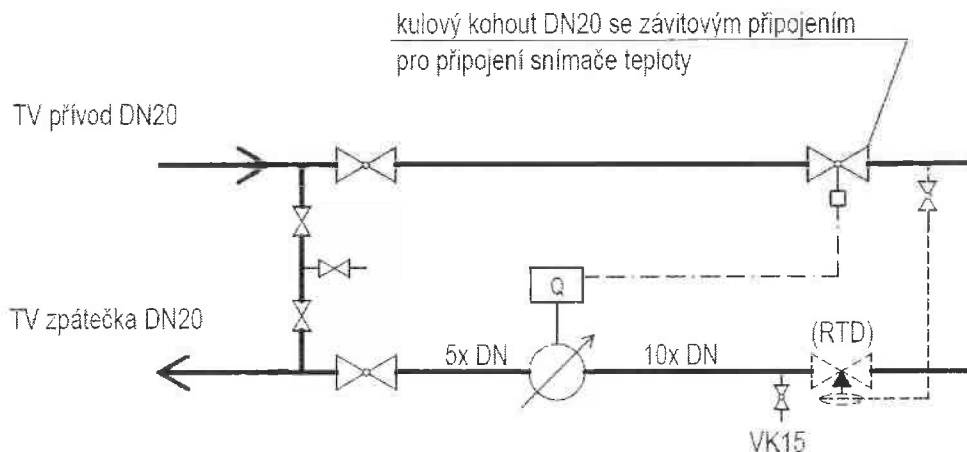 kulový kohout DN20 se závitovým připojením
pro připojení snímače teploty
TV přívod DN20
Q
TV zpátečka DN20
5x DN
10x DN
(RTD)
VK15